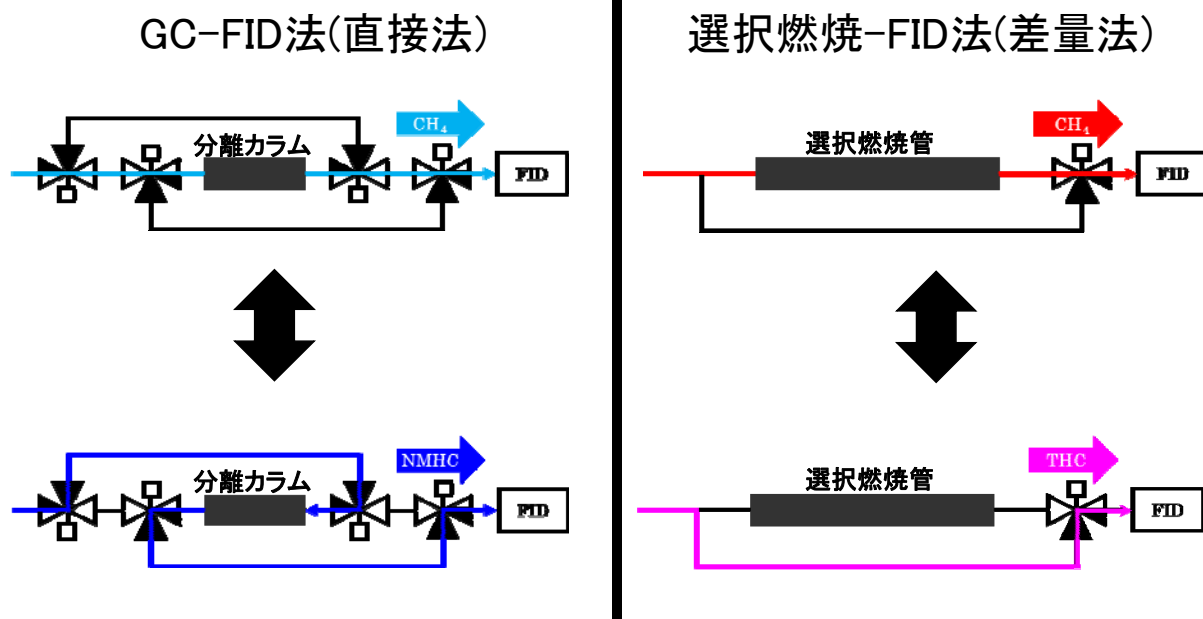 GC-FID法(直接法)
CH₄
分離カラム
FID
NMHC
分離カラム
FID
選択燃焼-FID法(差量法)
CH₄
選択燃焼管
FID
THC
選択燃焼管
FID